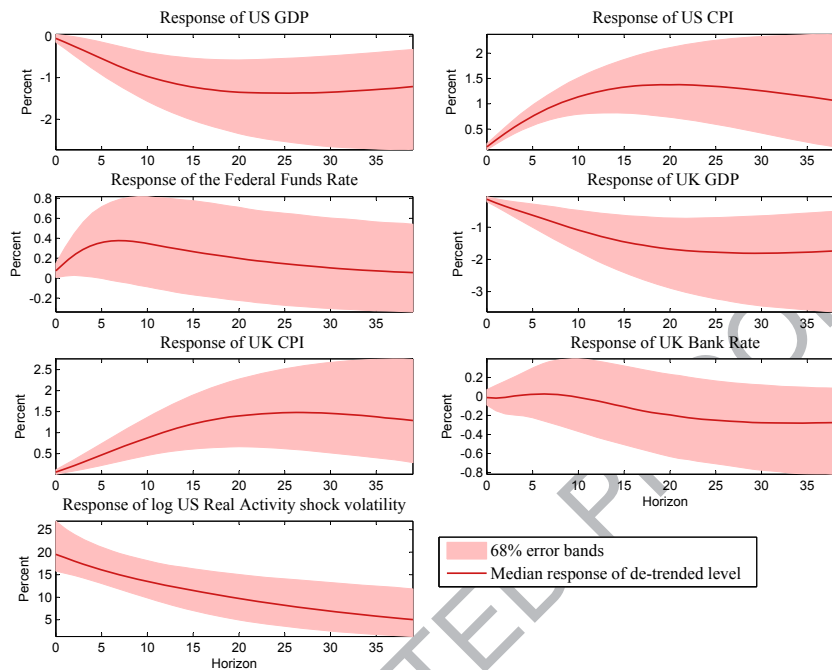 Response of US GDP
Percent
0
-1
-2
0 5 10 15 20 25 30 35
Response of US CPI
Percent
2
1.5
1
0.5
0 5 10 15 20 25 30 35
Response of the Federal Funds Rate
Percent
0.8
0.6
0.4
0.2
0
-0.2
0 5 10 15 20 25 30 35
Response of UK GDP
Percent
-1
-2
-3
0 5 10 15 20 25 30 35
Response of UK CPI
Percent
2.5
2
1.5
1
0.5
0 5 10 15 20 25 30 35
Response of UK Bank Rate
Percent
0.2
0
-0.2
-0.4
-0.6
-0.8
0 5 10 15 20 25 30 35
Horizon
Response of log US Real Activity shock volatility
Percent
25
20
15
10
5
0 5 10 15 20 25 30 35
Horizon
68% error bands
Median response of de-trended level